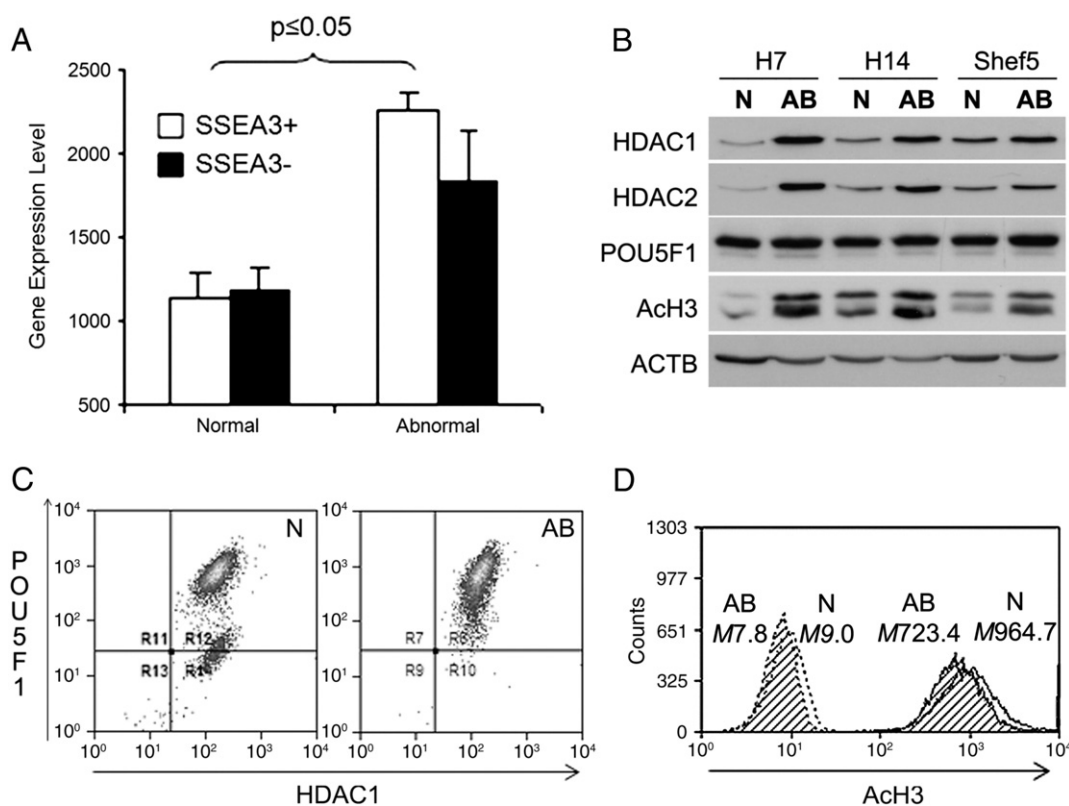 A
p≤0.05
2500
2000
1500
1000
500
Gene Expression Level
SSEA3+
SSEA3-
Normal
Abnormal
B
H7 H14 Shef5
N AB N AB N AB
HDAC1
HDAC2
POU5F1
AcH3
ACTB
C
POU5F1
10⁴
10³
10²
10¹
10⁰
N
R11 R12
R13
10⁰ 10¹ 10² 10³ 10⁴
10⁴
10³
10²
10¹
10⁰
AB
R7
R9 R10
10⁰ 10¹ 10² 10³ 10⁴
HDAC1
D
1303
977
651
325
0
Counts
AB N AB N
M7.8 M9.0 M723.4 M964.7
10⁰ 10¹ 10² 10³ 10⁴
AcH3